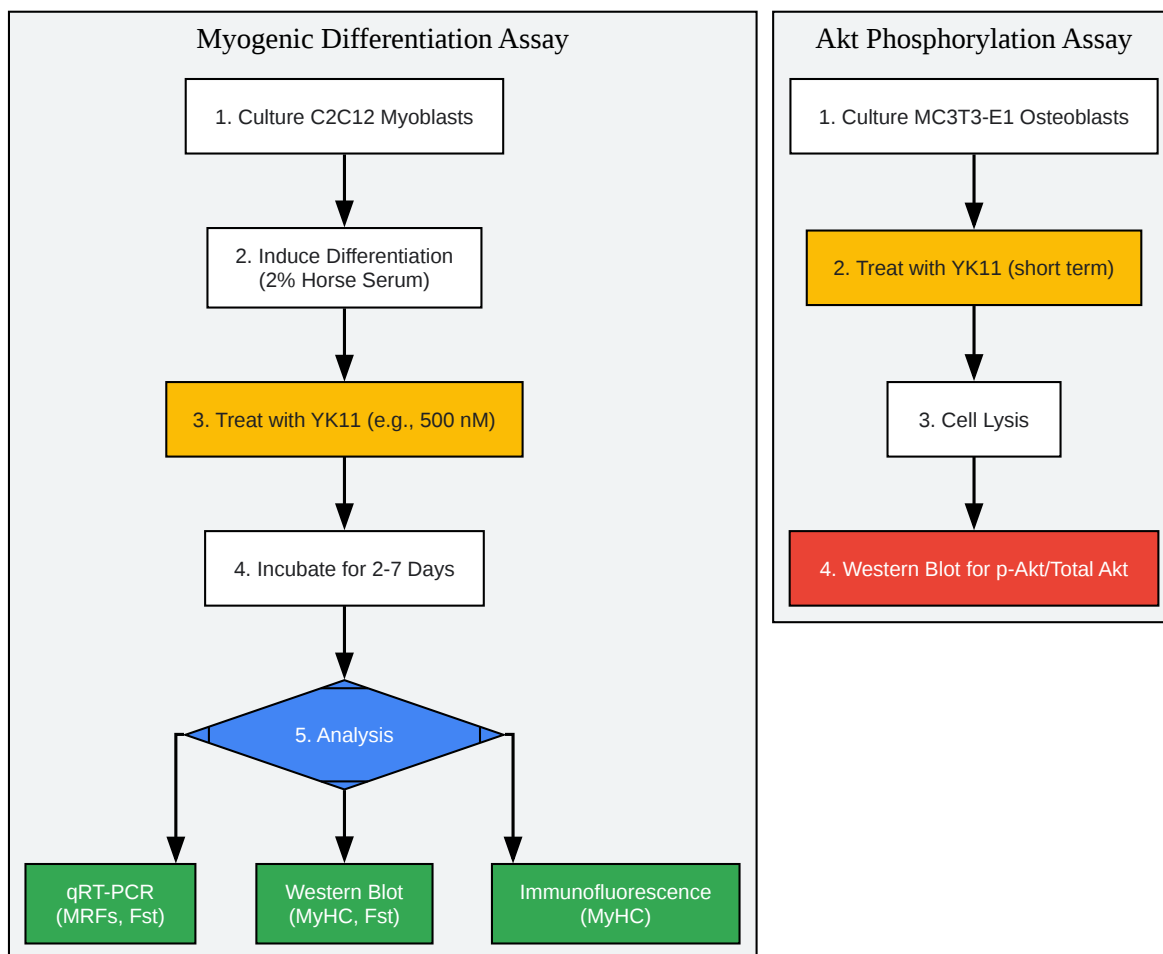 Myogenic Differentiation Assay
1. Culture C2C12 Myoblasts
2. Induce Differentiation
(2% Horse Serum)
3. Treat with YK11 (e.g., 500 nM)
4. Incubate for 2-7 Days
5. Analysis
qRT-PCR
(MRFs, Fst)
Western Blot
(MyHC, Fst)
Immunofluorescence
(MyHC)
Akt Phosphorylation Assay
1. Culture MC3T3-E1 Osteoblasts
2. Treat with YK11 (short term)
3. Cell Lysis
4. Western Blot for p-Akt/Total Akt